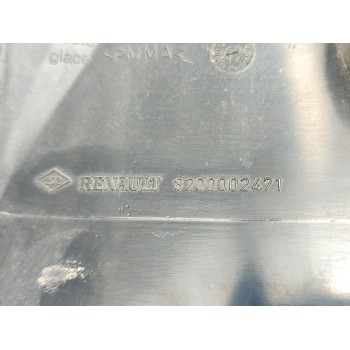 glace >PMMA<
RENAULT 8200002471